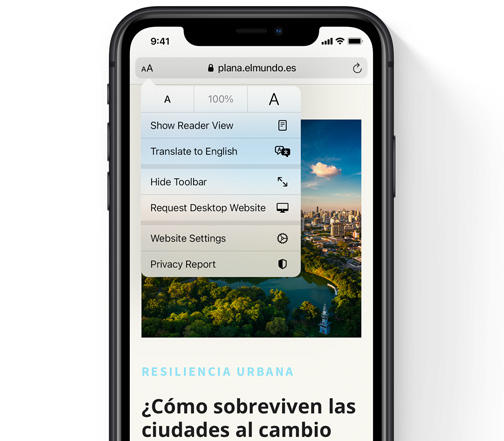 9:41
AA plana.elmundo.es
A 100% A
Show Reader View
Translate to English
Hide Toolbar
Request Desktop Website
Website Settings
Privacy Report
RESILIENCIA URBANA
¿Cómo sobreviven las
ciudades al cambio